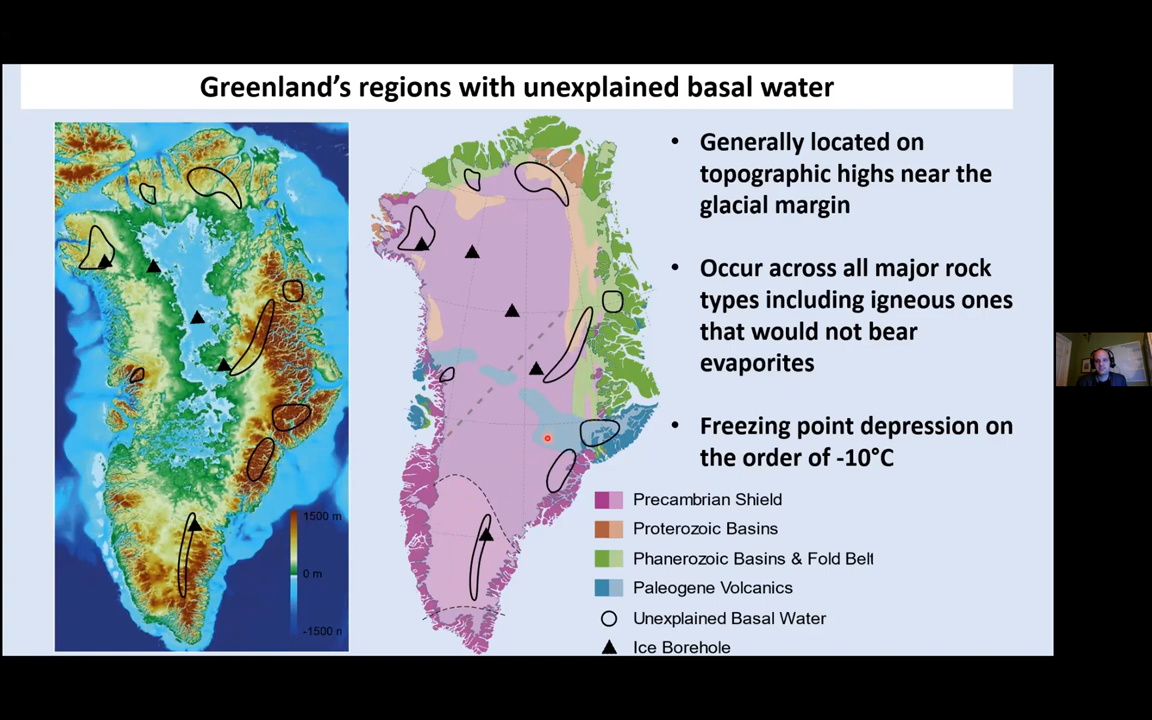 Greenland's regions with unexplained basal water
• Generally located on
topographic highs near the
glacial margin
• Occur across all major rock
types including igneous ones
that would not bear
evaporites
• Freezing point depression on
the order of -10°C
1500 m
0 m
-1500 m
Precambrian Shield
Proterozoic Basins
Phanerozoic Basins & Fold Belt
Paleogene Volcanics
Unexplained Basal Water
Ice Borehole